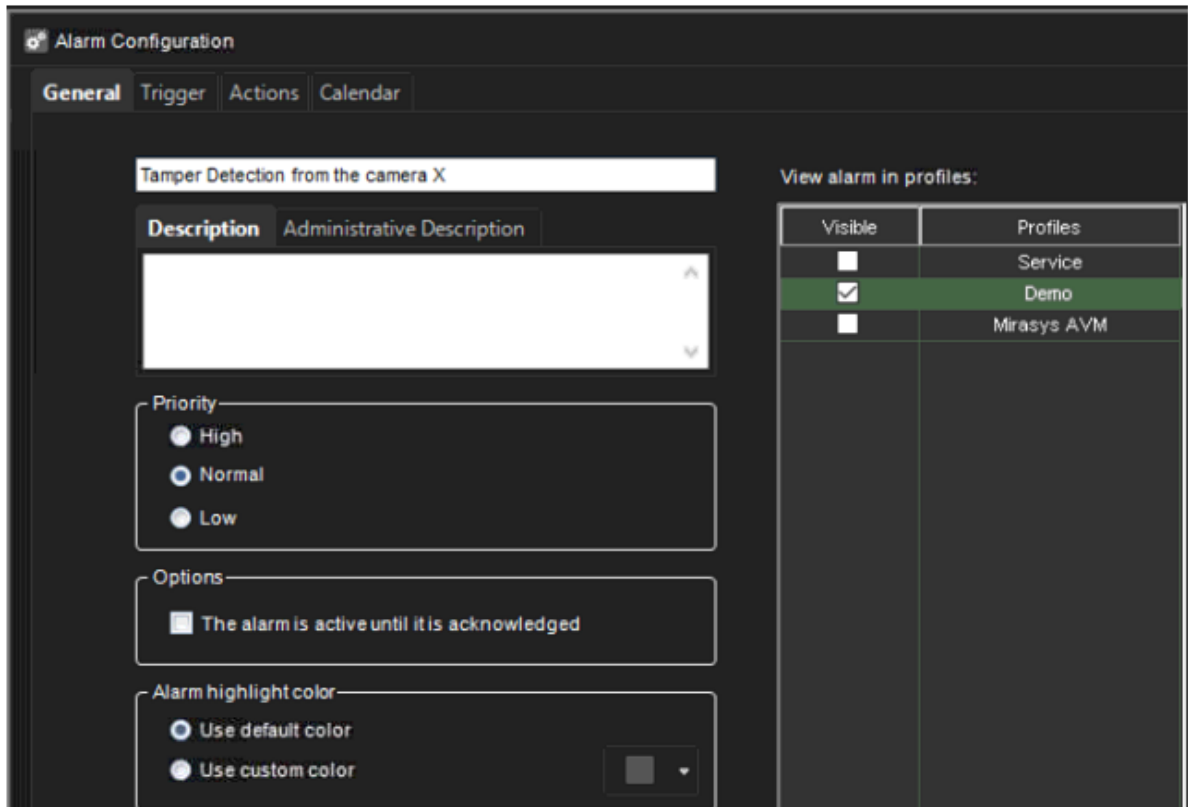 Alarm Configuration
General Trigger Actions Calendar
Tamper Detection from the camera X
Description Administrative Description
Priority
High
Normal
Low
Options
The alarm is active until it is acknowledged
Alarm highlight color
Use default color
Use custom color
View alarm in profiles:
Visible Profiles
Service
Demo
Mirasys AVM